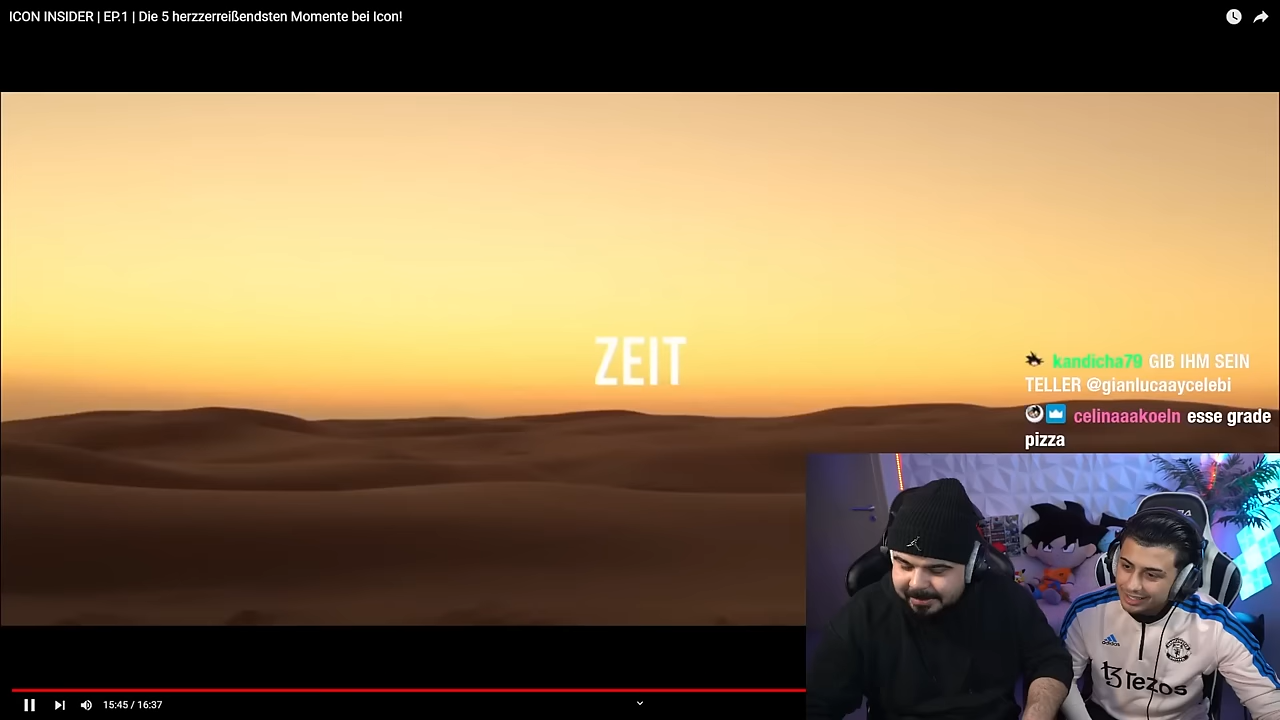 ICON INSIDER | EP.1 | Die 5 herzzerreißendsten Momente bei Icon!
ZEIT
kandicha79 GIB IHM SEIN
TELLER @gianlucaaycelebi
celinaaakoeln esse grade
pizza
adidas
Tezos
15:45 / 16:37